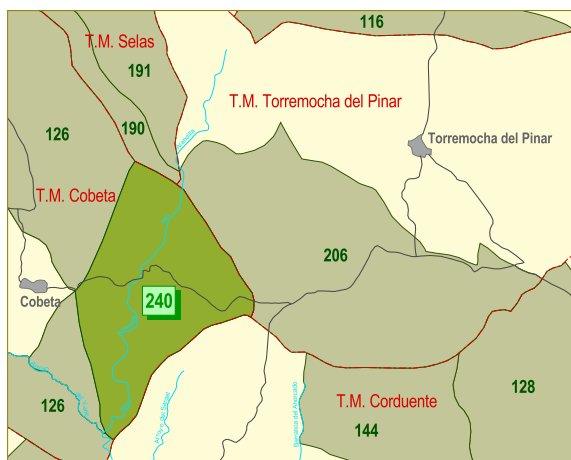 116
T.M. Selas
191
T.M. Torremocha del Pinar
126
190
Torremocha del Pinar
T.M. Cobeta
206
240
Cobeta
126
T.M. Corduente
128
144